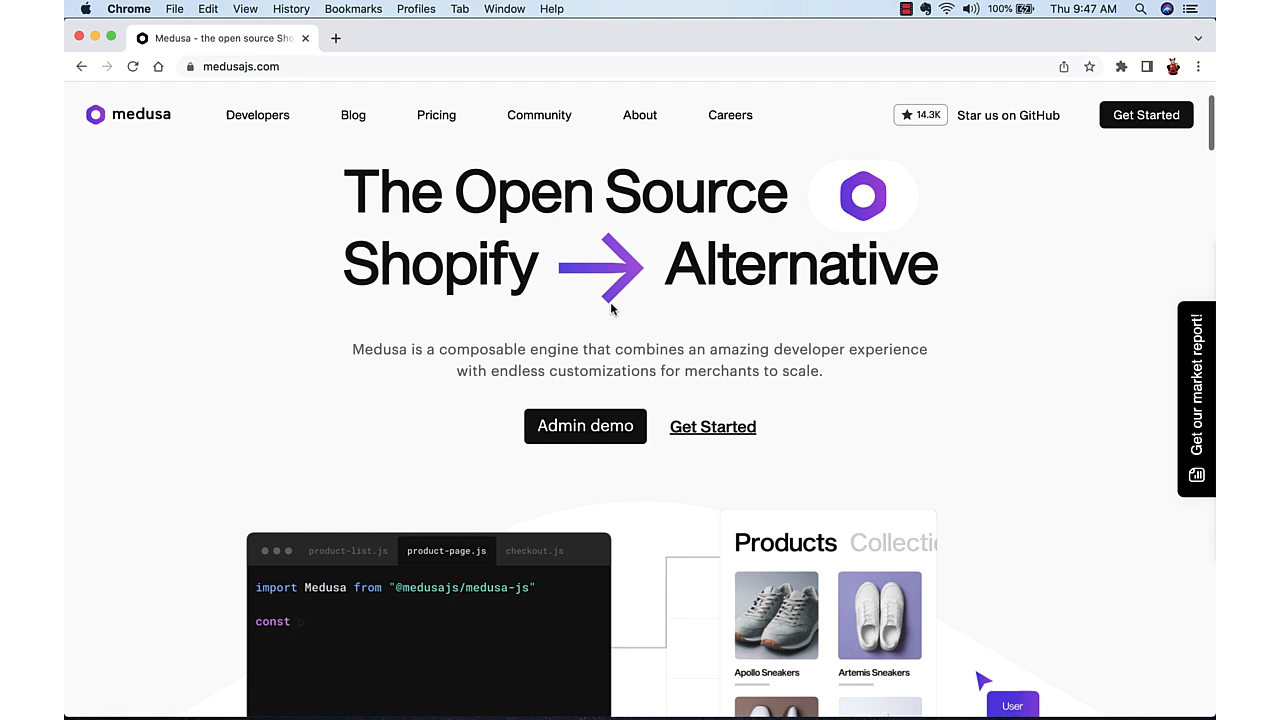 Chrome File Edit View History Bookmarks Profiles Tab Window Help 100% Thu 9:47 AM
Medusa - the open source Sho
medusajs.com
medusa Developers Blog Pricing Community About Careers 14.3K Star us on GitHub Get Started
The Open Source
Shopify Alternative
Medusa is a composable engine that combines an amazing developer experience
with endless customizations for merchants to scale.
Admin demo Get Started
Get our market report!
product-list.js product-page.js checkout.js
import Medusa from "@medusajs/medusa-js"
const p
Products Collectio
Apollo Sneakers Artemis Sneakers
User